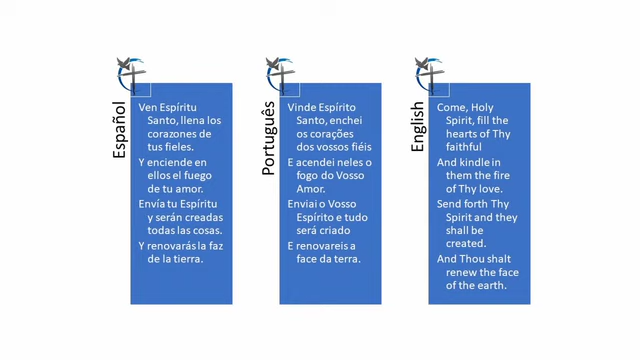 Español
Ven Espíritu
Santo, llena los
corazones de
tus fieles.
Y enciende en
ellos el fuego
de tu amor.
Envía tu Espíritu
y serán creadas
todas las cosas.
Y renovarás la faz
de la tierra.
Português
Vinde Espírito
Santo, enchei
os corações
dos vossos fiéis
E acendei neles o
fogo do Vosso
Amor.
Enviai o Vosso
Espírito e tudo
será criado
E renovareis a
face da terra.
English
Come, Holy
Spirit, fill the
hearts of Thy
faithful
And kindle in
them the fire
of Thy love.
Send forth Thy
Spirit and they
shall be
created.
And Thou shalt
renew the face
of the earth.